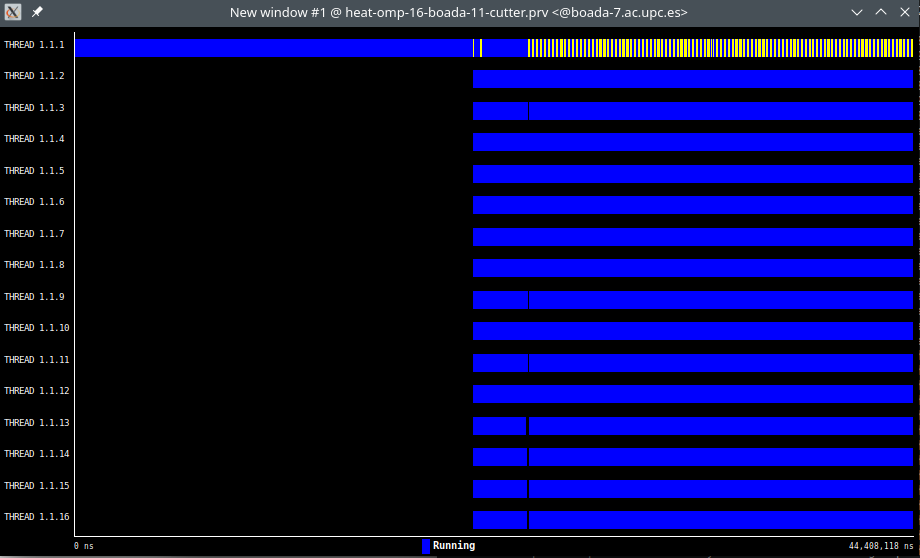 New window #1 @ heat-omp-16-boada-11-cutter.prv <@boada-7.ac.upc.es>
THREAD 1.1.1
THREAD 1.1.2
THREAD 1.1.3
THREAD 1.1.4
THREAD 1.1.5
THREAD 1.1.6
THREAD 1.1.7
THREAD 1.1.8
THREAD 1.1.9
THREAD 1.1.10
THREAD 1.1.11
THREAD 1.1.12
THREAD 1.1.13
THREAD 1.1.14
THREAD 1.1.15
THREAD 1.1.16
0 ns Running 44,408,118 ns